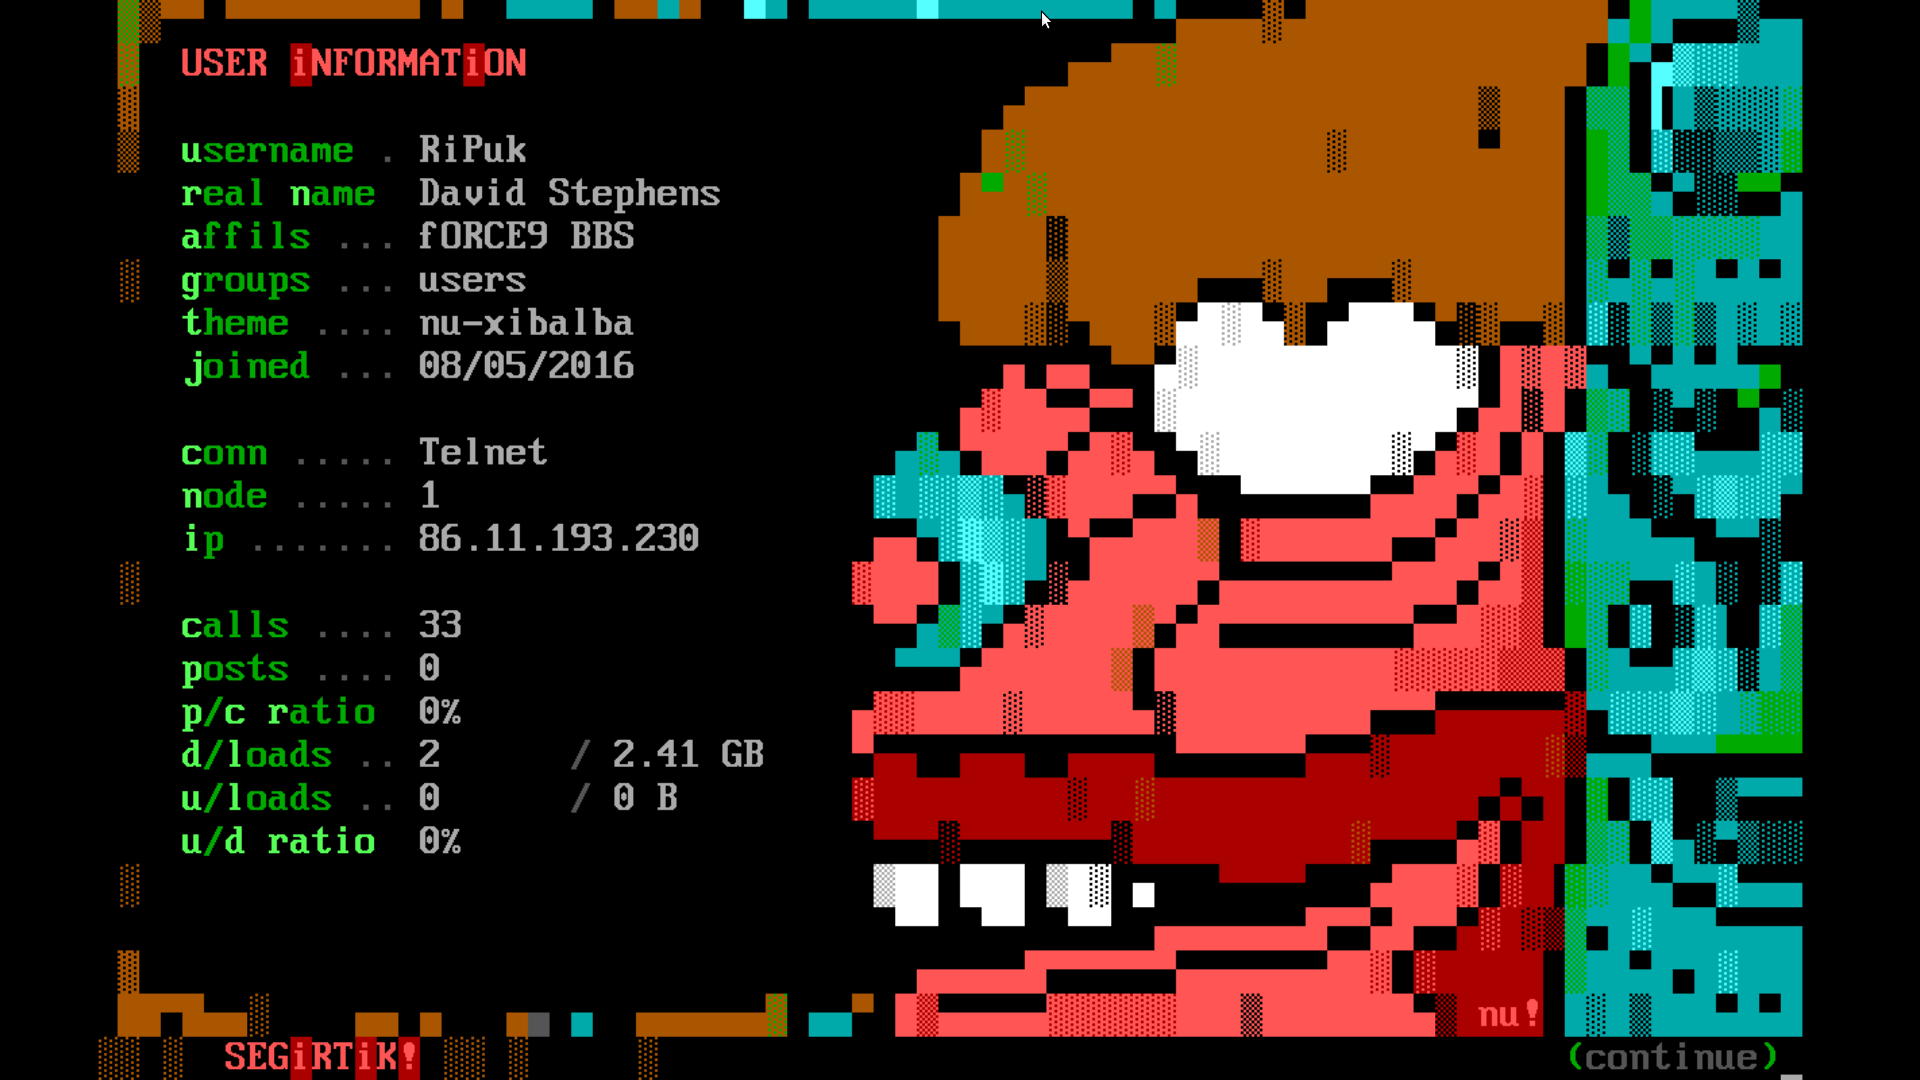 USER iNFORMATiON
username . RiPuk
real name David Stephens
affils ... fORCE9 BBS
groups ... users
theme .... nu-xibalba
joined ... 08/05/2016
conn ..... Telnet
node ..... 1
ip ....... 86.11.193.230
calls .... 33
posts .... 0
p/c ratio 0%
d/loads .. 2 / 2.41 GB
u/loads .. 0 / 0 B
u/d ratio 0%
nu!
SEGiRTiK!
(continue)